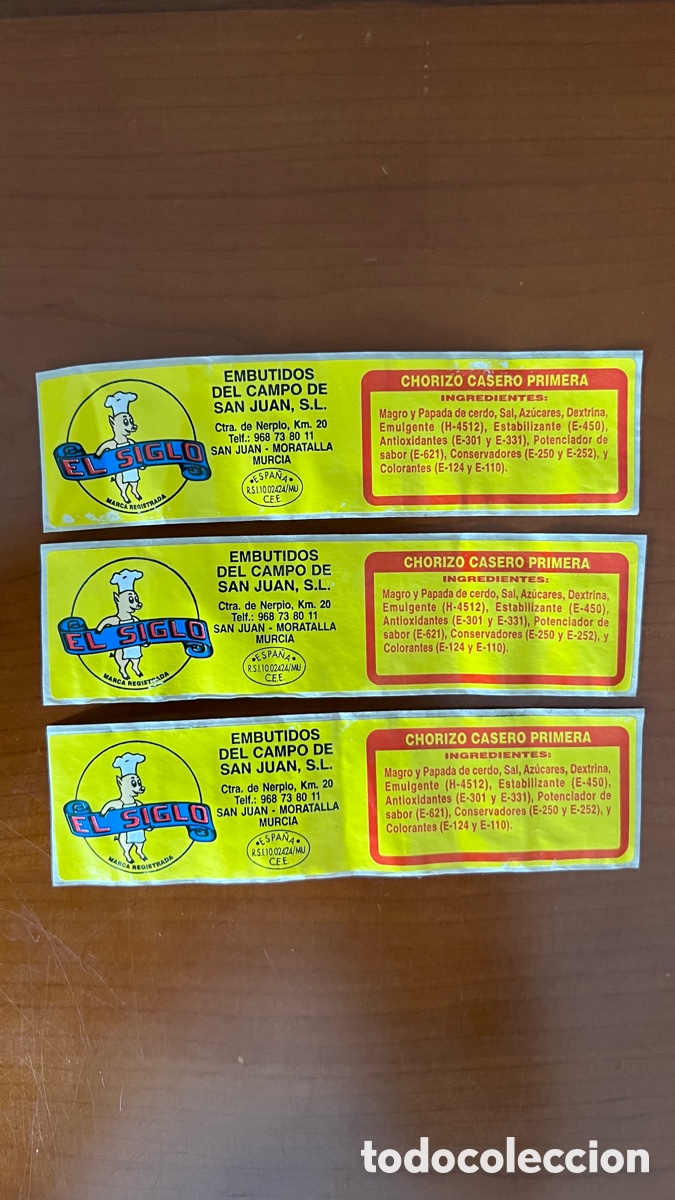 EL SIGLO
MARCA REGISTRADA
EMBUTIDOS
DEL CAMPO DE
SAN JUAN, S.L.
Ctra. de Nerpio, Km. 20
Telf.: 968 73 80 11
SAN JUAN - MORATALLA
MURCIA
•ESPAÑA•
R.S.I.10.02424/MU
C.E.E.
CHORIZO CASERO PRIMERA
INGREDIENTES:
Magro y Papada de cerdo, Sal, Azúcares, Dextrina,
Emulgente (H-4512), Estabilizante (E-450),
Antioxidantes (E-301 y E-331), Potenciador de
sabor (E-621), Conservadores (E-250 y E-252), y
Colorantes (E-124 y E-110).
EL SIGLO
MARCA REGISTRADA
EMBUTIDOS
DEL CAMPO DE
SAN JUAN, S.L.
Ctra. de Nerpio, Km. 20
Telf.: 968 73 80 11
SAN JUAN - MORATALLA
MURCIA
•ESPAÑA•
R.S.I.10.02424/MU
C.E.E.
CHORIZO CASERO PRIMERA
INGREDIENTES:
Magro y Papada de cerdo, Sal, Azúcares, Dextrina,
Emulgente (H-4512), Estabilizante (E-450),
Antioxidantes (E-301 y E-331), Potenciador de
sabor (E-621), Conservadores (E-250 y E-252), y
Colorantes (E-124 y E-110).
EL SIGLO
MARCA REGISTRADA
EMBUTIDOS
DEL CAMPO DE
SAN JUAN, S.L.
Ctra. de Nerpio, Km. 20
Telf.: 968 73 80 11
SAN JUAN - MORATALLA
MURCIA
•ESPAÑA•
R.S.I.10.02424/MU
C.E.E.
CHORIZO CASERO PRIMERA
INGREDIENTES:
Magro y Papada de cerdo, Sal, Azúcares, Dextrina,
Emulgente (H-4512), Estabilizante (E-450),
Antioxidantes (E-301 y E-331), Potenciador de
sabor (E-621), Conservadores (E-250 y E-252), y
Colorantes (E-124 y E-110).
todocoleccion